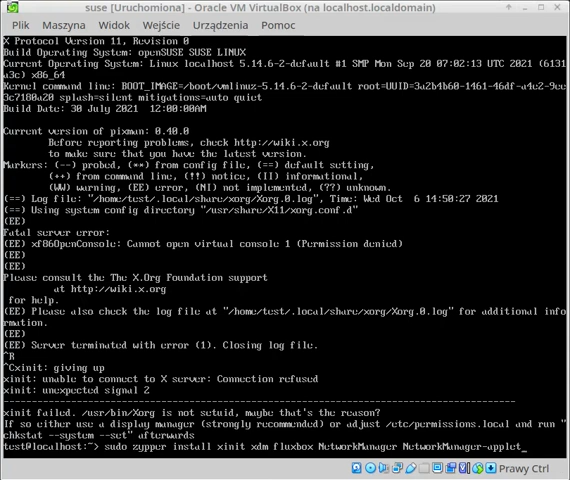 suse [Uruchomiona] - Oracle VM VirtualBox (na localhost.localdomain)
Plik Maszyna Widok Wejście Urządzenia Pomoc
X Protocol Version 11, Revision 0
Build Operating System: openSUSE SUSE LINUX
Current Operating System: Linux localhost 5.14.6-2-default #1 SMP Mon Sep 20 07:02:13 UTC 2021 (6131
a3c) x86_64
Kernel command line: BOOT_IMAGE=/boot/vmlinuz-5.14.6-2-default root=UUID=3a2b4b60-1461-46df-a4e2-9ee
3c7180a20 splash=silent mitigations=auto quiet
Build Date: 30 July 2021  12:00:00AM
Current version of pixman: 0.40.0
Before reporting problems, check http://wiki.x.org
to make sure that you have the latest version.
Markers: (--) probed, (**) from config file, (==) default setting,
(++) from command line, (!!) notice, (II) informational,
(WW) warning, (EE) error, (NI) not implemented, (??) unknown.
(==) Log file: "/home/test/.local/share/xorg/Xorg.0.log", Time: Wed Oct  6 14:50:27 2021
(==) Using system config directory "/usr/share/X11/xorg.conf.d"
(EE)
Fatal server error:
(EE) xf86OpenConsole: Cannot open virtual console 1 (Permission denied)
(EE)
(EE)
Please consult the The X.Org Foundation support
at http://wiki.x.org
for help.
(EE) Please also check the log file at "/home/test/.local/share/xorg/Xorg.0.log" for additional info
rmation.
(EE)
(EE) Server terminated with error (1). Closing log file.
^R
^Cxinit: giving up
xinit: unable to connect to X server: Connection refused
xinit: unexpected signal 2
--------------------------------------------------------------------------------
xinit failed. /usr/bin/Xorg is not setuid, maybe that's the reason?
If so either use a display manager (strongly recommended) or adjust /etc/permissions.local and run "
chkstat --system --set" afterwards
test@localhost:~> sudo zypper install xinit xdm fluxbox NetworkManager NetworkManager-applet_
Prawy Ctrl